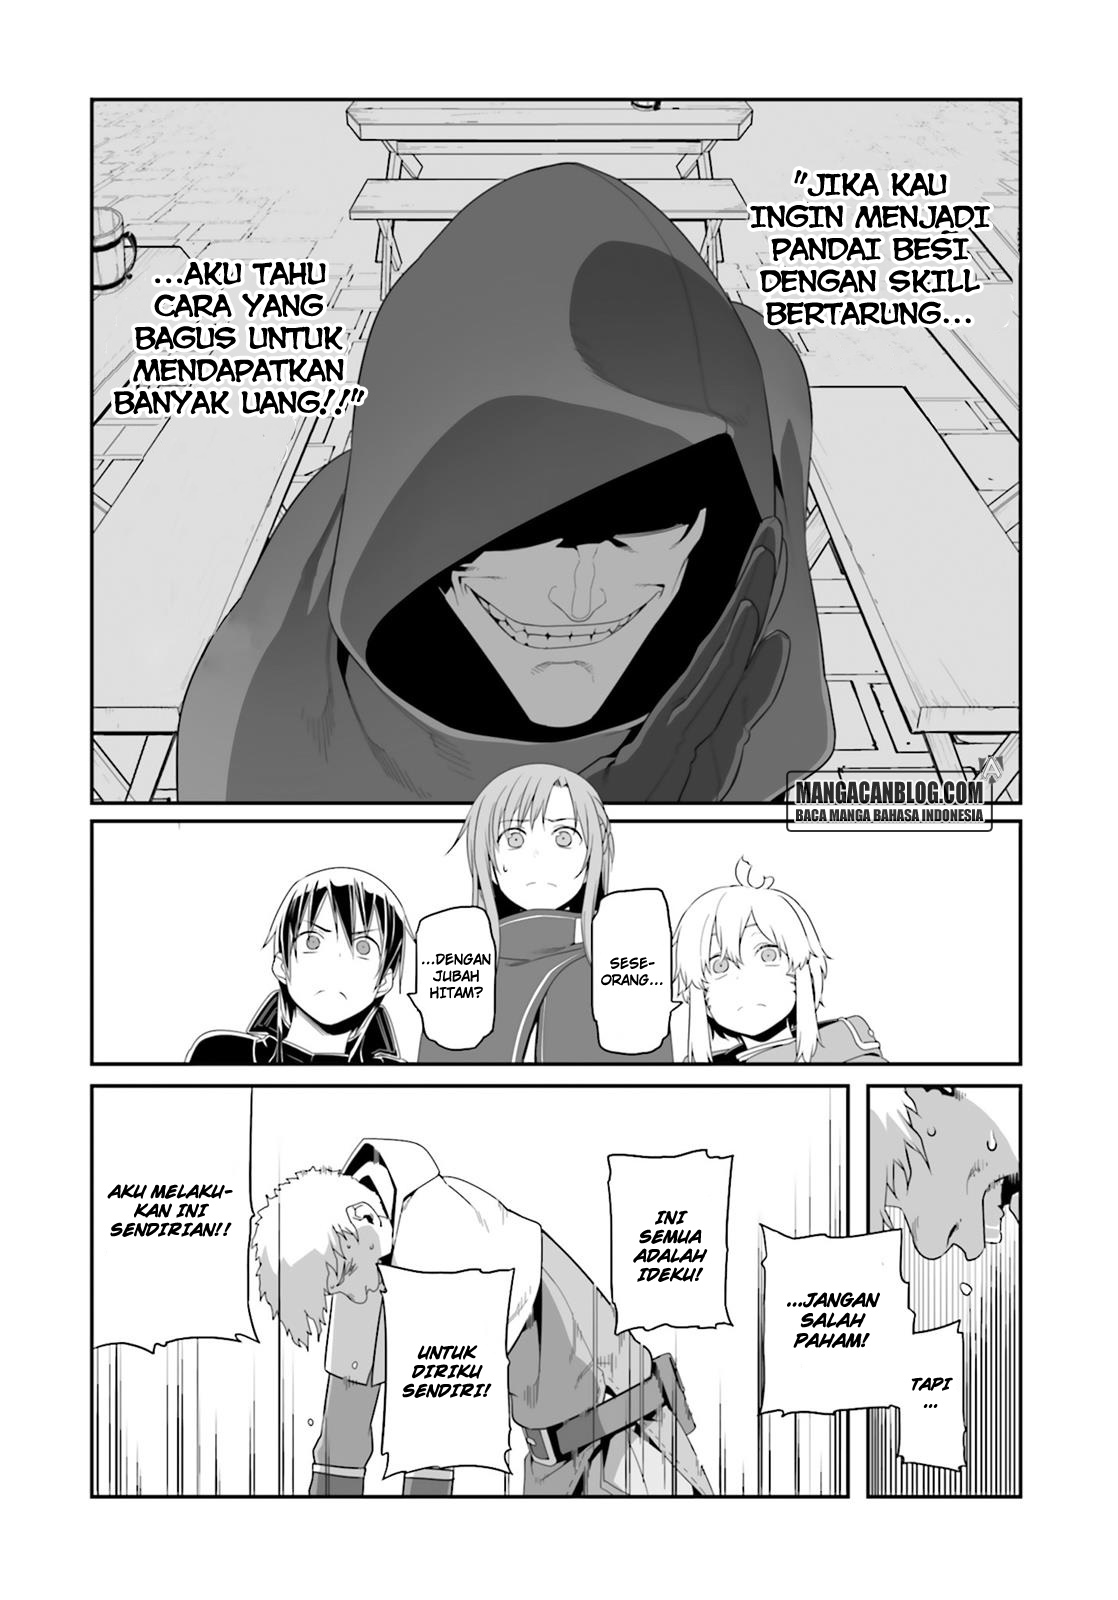 "JIKA KAU
INGIN MENJADI
PANDAI BESI
DENGAN SKILL
BERTARUNG...
...AKU TAHU
CARA YANG
BAGUS UNTUK
MENDAPATKAN
BANYAK UANG!!"
MANGACANBLOG.COM
BACA MANGA BAHASA INDONESIA
SESE-
ORANG...
...DENGAN
JUBAH
HITAM?
TAPI
...
...JANGAN
SALAH
PAHAM!
INI
SEMUA
ADALAH
IDEKU!
UNTUK
DIRIKU
SENDIRI!
AKU MELAKU-
KAN INI
SENDIRIAN!!